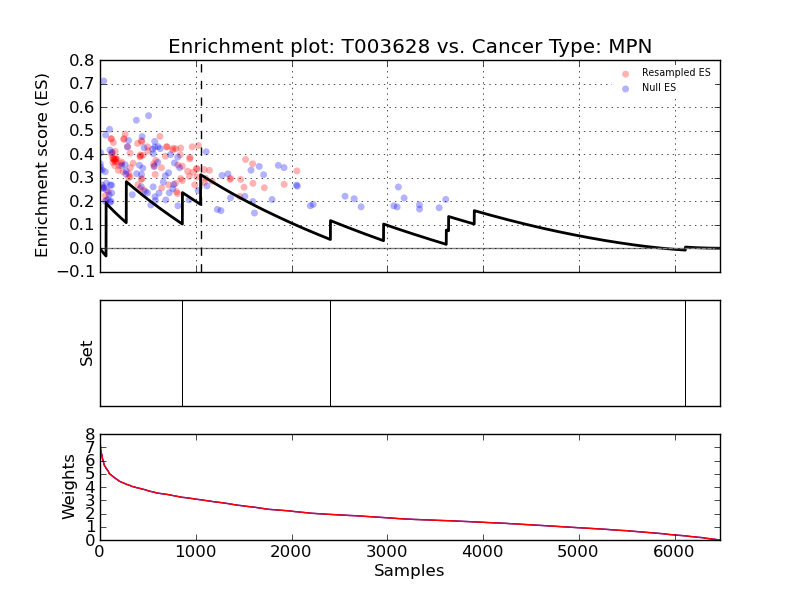 Enrichment plot: T003628 vs. Cancer Type: MPN
0.8
0.7
0.6
0.5
0.4
0.3
0.2
0.1
0.0
−0.1
Enrichment score (ES)
Resampled ES
Null ES
Set
8
7
6
5
4
3
2
1
0
Weights
0 1000 2000 3000 4000 5000 6000
Samples